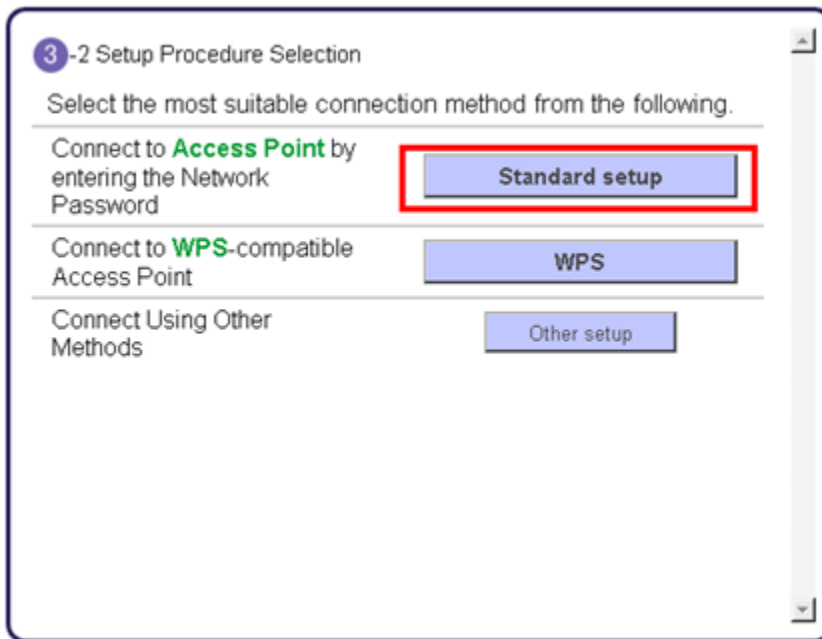 3-2 Setup Procedure Selection
Select the most suitable connection method from the following.
Connect to Access Point by
entering the Network
Password
Standard setup
Connect to WPS-compatible
Access Point
WPS
Connect Using Other
Methods
Other setup